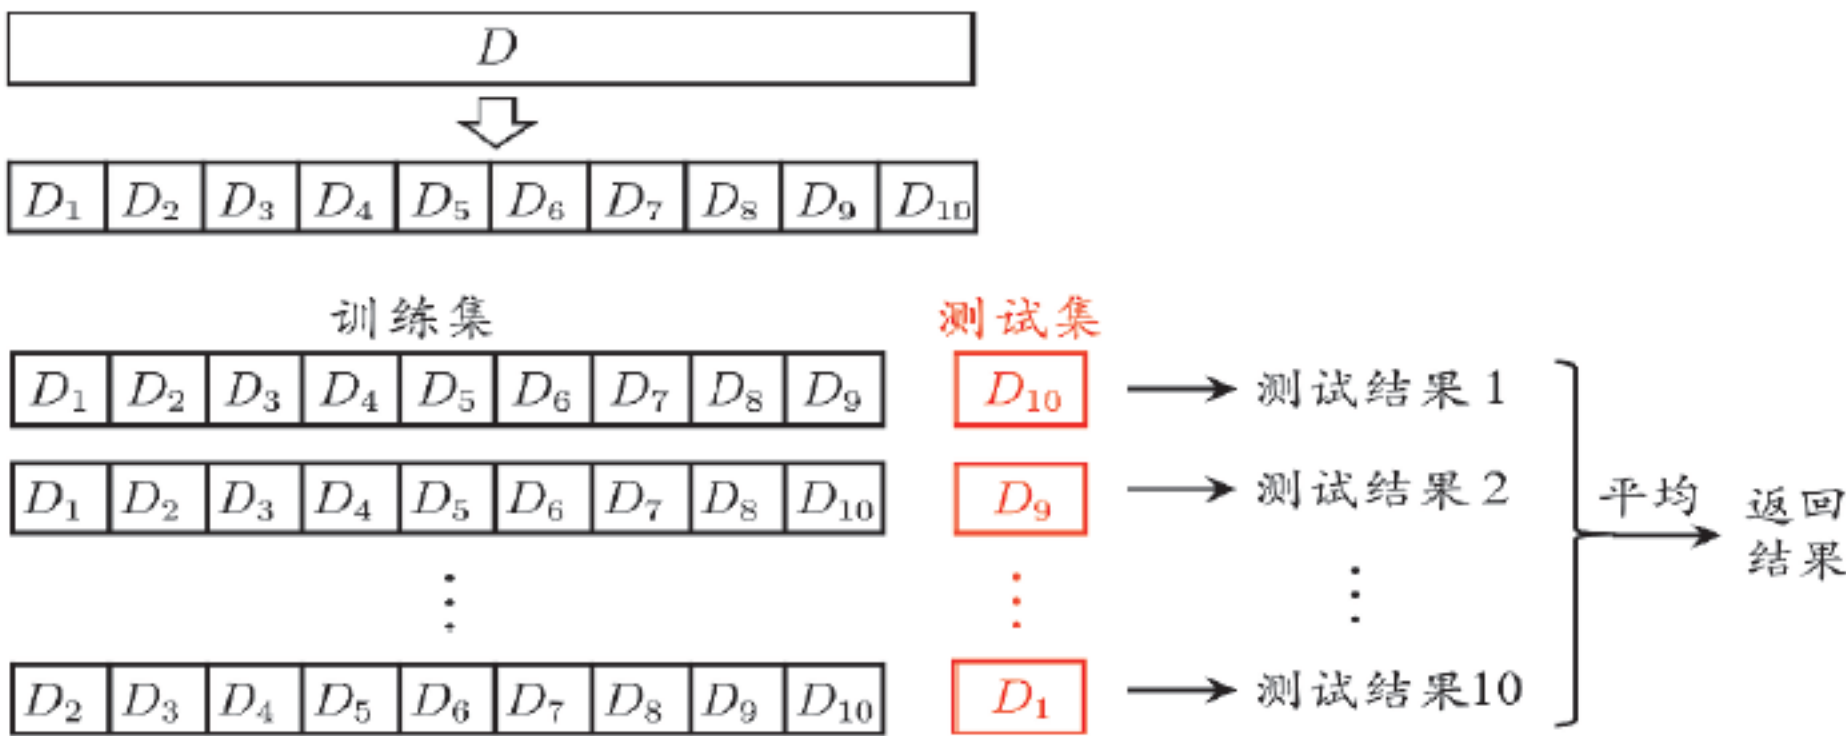 D
D₁ D₂ D₃ D₄ D₅ D₆ D₇ D₈ D₉ D₁₀
训练集 测试集
D₁ D₂ D₃ D₄ D₅ D₆ D₇ D₈ D₉ D₁₀ 测试结果 1
D₁ D₂ D₃ D₄ D₅ D₆ D₇ D₈ D₁₀ D₉ 测试结果 2
平均 返回
结果
D₂ D₃ D₄ D₅ D₆ D₇ D₈ D₉ D₁₀ D₁ 测试结果10